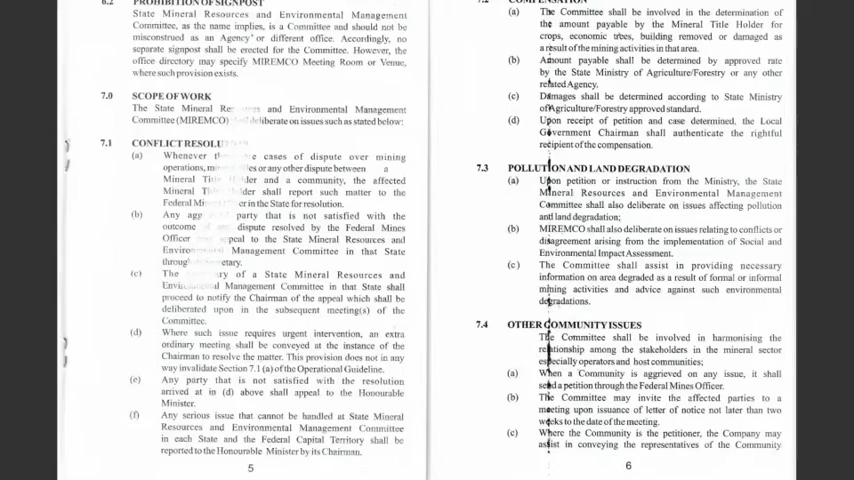 6.2 PROHIBITION OF SIGNPOST
State Mineral Resources and Environmental Management
Committee, as the name implies, is a Committee and should not be
misconstrued as an Agency or different office. Accordingly, no
separate signpost shall be erected for the Committee. However, the
office directory may specify MIREMCO Meeting Room or Venue,
where such provision exists.
7.0 SCOPE OF WORK
The State Mineral Re and Environmental Management
Committee (MIREMCO) deliberate on issues such as stated below:
7.1 CONFLICT RESOLU
(a) Whenever cases of dispute over mining
operations, or any other dispute between a
Mineral Title Holder and a community, the affected
Mineral shall report such matter to the
Federal Mi er in the State for resolution.
(b) Any agg party that is not satisfied with the
outcome of any dispute resolved by the Federal Mines
Officer appeal to the State Mineral Resources and
Environmental Management Committee in that State
through etary.
(c) The ry of a State Mineral Resources and
Environmental Management Committee in that State shall
proceed to notify the Chairman of the appeal which shall be
deliberated upon in the subsequent meeting(s) of the
Committee.
(d) Where such issue requires urgent intervention, an extra
ordinary meeting shall be conveyed at the instance of the
Chairman to resolve the matter. This provision does not in any
way invalidate Section 7.1 (a) of the Operational Guideline.
(e) Any party that is not satisfied with the resolution
arrived at in (d) above shall appeal to the Honourable
Minister.
(f) Any serious issue that cannot be handled at State Mineral
Resources and Environmental Management Committee
in each State and the Federal Capital Territory shall be
reported to the Honourable Minister by its Chairman.
5
7.2 COMPENSATION
(a) The Committee shall be involved in the determination of
the amount payable by the Mineral Title Holder for
crops, economic trees, building removed or damaged as
a result of the mining activities in that area.
(b) Amount payable shall be determined by approved rate
by the State Ministry of Agriculture/Forestry or any other
related Agency.
(c) Damages shall be determined according to State Ministry
of Agriculture/Forestry approved standard.
(d) Upon receipt of petition and case determined, the Local
Government Chairman shall authenticate the rightful
recipient of the compensation.
7.3 POLLUTION AND LAND DEGRADATION
(a) Upon petition or instruction from the Ministry, the State
Mineral Resources and Environmental Management
Committee shall also deliberate on issues affecting pollution
and land degradation;
(b) MIREMCO shall also deliberate on issues relating to conflicts or
disagreement arising from the implementation of Social and
Environmental Impact Assessment.
(c) The Committee shall assist in providing necessary
information on area degraded as a result of formal or informal
mining activities and advice against such environmental
degradations.
7.4 OTHER COMMUNITY ISSUES
The Committee shall be involved in harmonising the
relationship among the stakeholders in the mineral sector
especially operators and host communities;
(a) When a Community is aggrieved on any issue, it shall
send a petition through the Federal Mines Officer.
(b) The Committee may invite the affected parties to a
meeting upon issuance of letter of notice not later than two
weeks to the date of the meeting.
(c) Where the Community is the petitioner, the Company may
assist in conveying the representatives of the Community
6